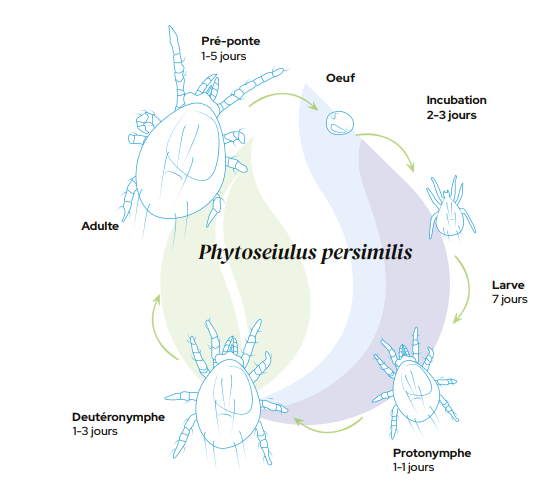 Pré-ponte
1-5 jours
Oeuf
Incubation
2-3 jours
Adulte
Phytoseiulus persimilis
Larve
7 jours
Deutéronymphe
1-3 jours
Protonymphe
1-1 jours